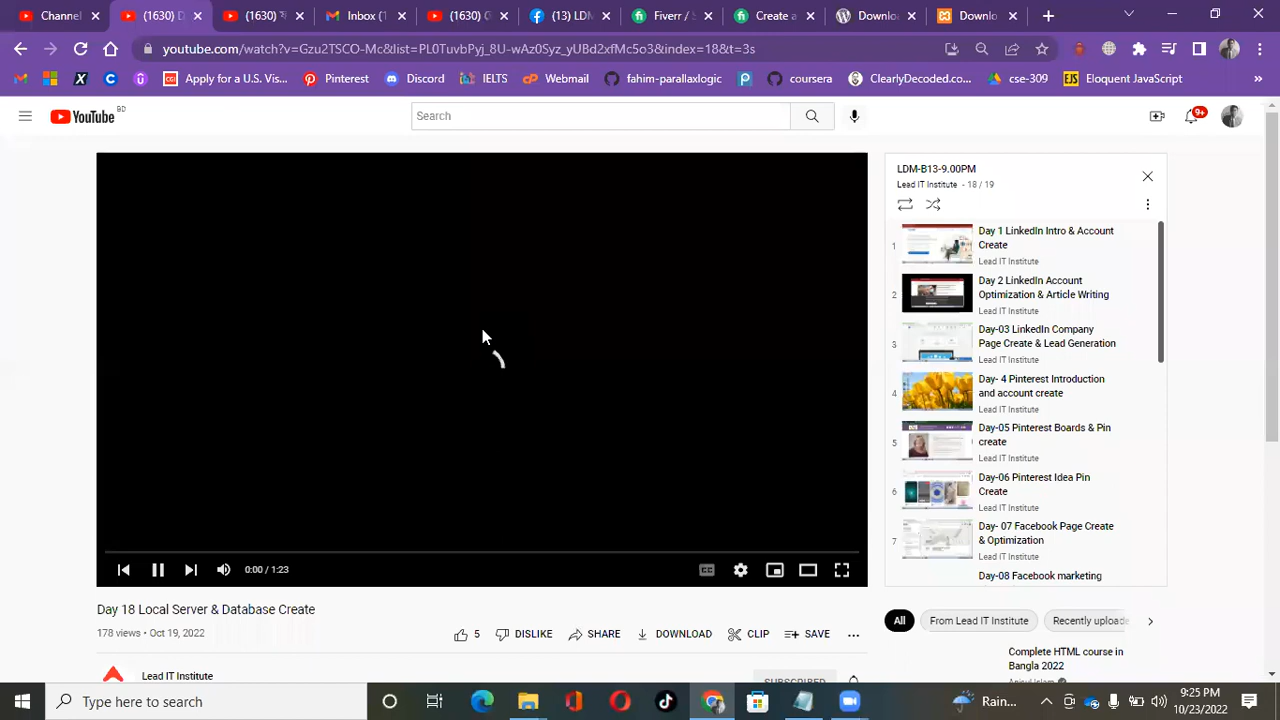 Channel
(1630)
(1630) T
Inbox (1
(1630) C
(13) LDM
Fiverr / S
Create a
Downlo
Downlo
youtube.com/watch?v=Gzu2TSCO-Mc&list=PL0TuvbPyj_8U-wAz0Syz_yUBd2xfMc5o3&index=18&t=3s
Apply for a U.S. Vis...
Pinterest
Discord
IELTS
Webmail
fahim-parallaxlogic...
coursera
ClearlyDecoded.co...
cse-309
EJS
Eloquent JavaScript
YouTube BD
Search
9+
LDM-B13-9.00PM
Lead IT Institute - 18 / 19
1
Day 1 LinkedIn Intro & Account
Create
Lead IT Institute
2
Day 2 LinkedIn Account
Optimization & Article Writing
Lead IT Institute
3
Day-03 LinkedIn Company
Page Create & Lead Generation
Lead IT Institute
4
Day- 4 Pinterest Introduction
and account create
Lead IT Institute
5
Day-05 Pinterest Boards & Pin
create
Lead IT Institute
6
Day-06 Pinterest Idea Pin
Create
Lead IT Institute
7
Day- 07 Facebook Page Create
& Optimization
Lead IT Institute
Day-08 Facebook marketing
0:00 / 1:23
CC
Day 18 Local Server & Database Create
178 views • Oct 19, 2022
5
DISLIKE
SHARE
DOWNLOAD
CLIP
SAVE
Lead IT Institute
SUBSCRIBED
All
From Lead IT Institute
Recently uploade
Complete HTML course in
Bangla 2022
Anisul Islam
Type here to search
Rain...
9:25 PM
10/23/2022